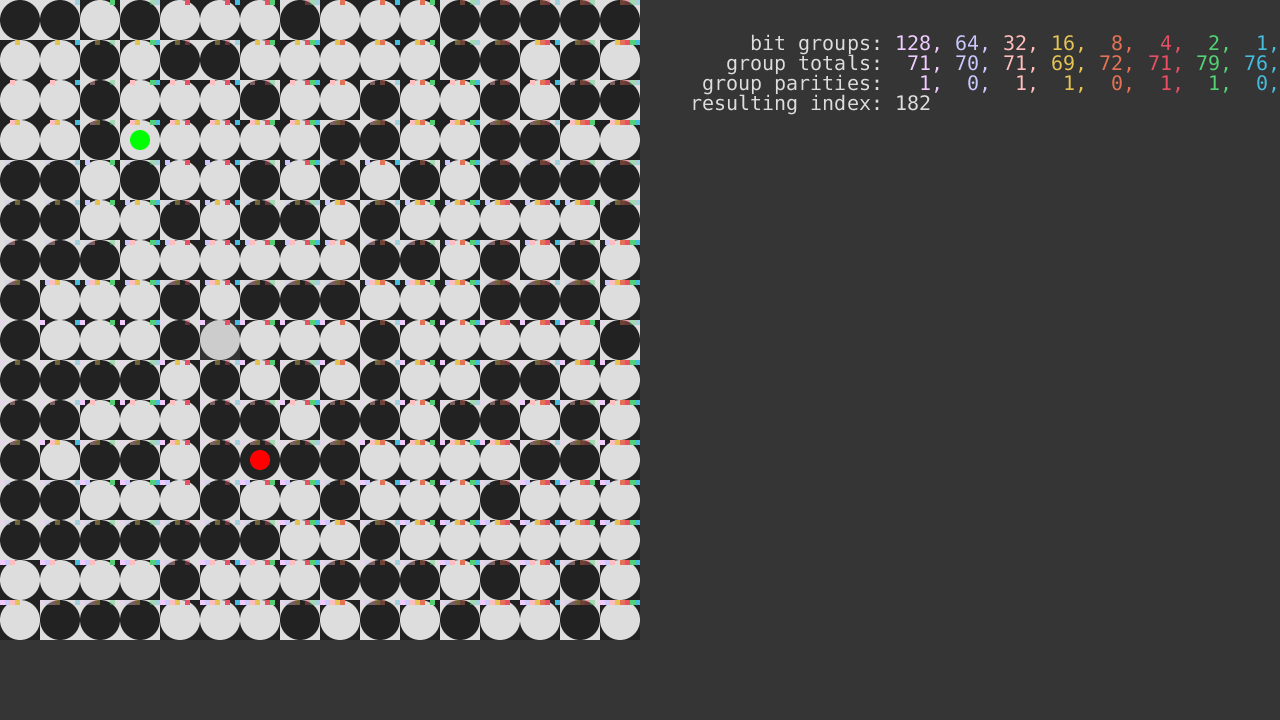 bit groups: 128, 64, 32, 16, 8, 4, 2, 1,
group totals: 71, 70, 71, 69, 72, 71, 79, 76,
group parities: 1, 0, 1, 1, 0, 1, 1, 0,
resulting index: 182